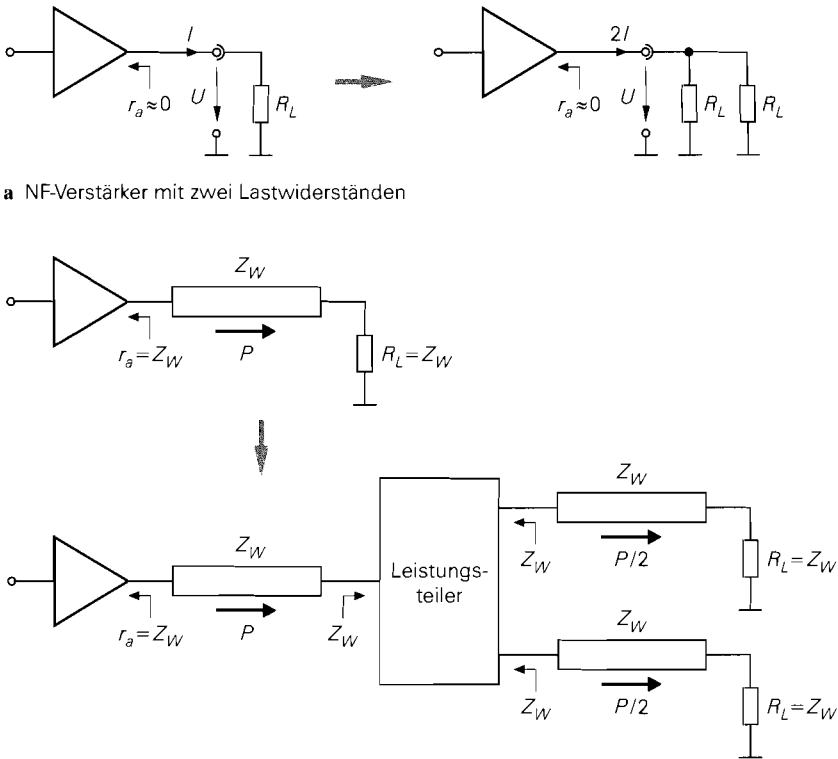 I
r_a≈0
U
R_L
2I
r_a≈0
U
R_L
R_L
a NF-Verstärker mit zwei Lastwiderständen
Z_W
r_a=Z_W
P
R_L=Z_W
Z_W
Z_W
P/2
R_L=Z_W
Z_W
r_a=Z_W
P
Z_W
Leistungs-
teiler
Z_W
Z_W
P/2
R_L=Z_W